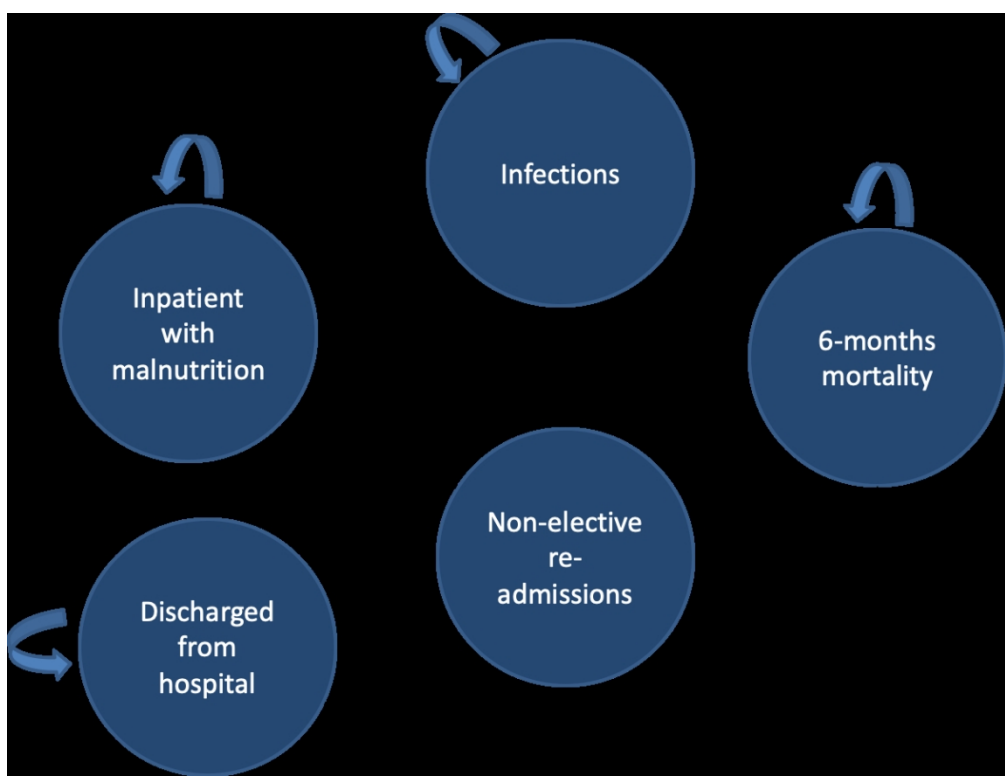 Infections
Inpatient
with
malnutrition
6-months
mortality
Non-elective
re-
admissions
Discharged
from
hospital